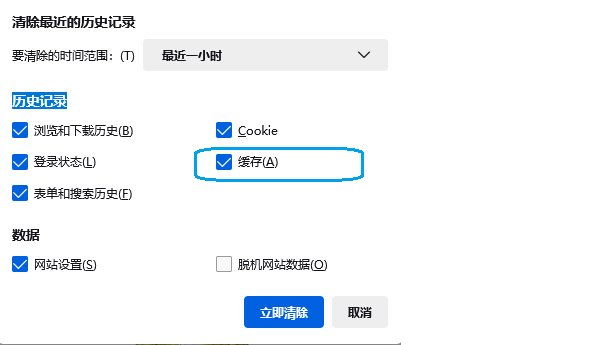 清除最近的历史记录
要清除的时间范围：(T) 最近一小时
历史记录
浏览和下载历史(B) Cookie
登录状态(L) 缓存(A)
表单和搜索历史(F)
数据
网站设置(S) 脱机网站数据(O)
立即清除 取消